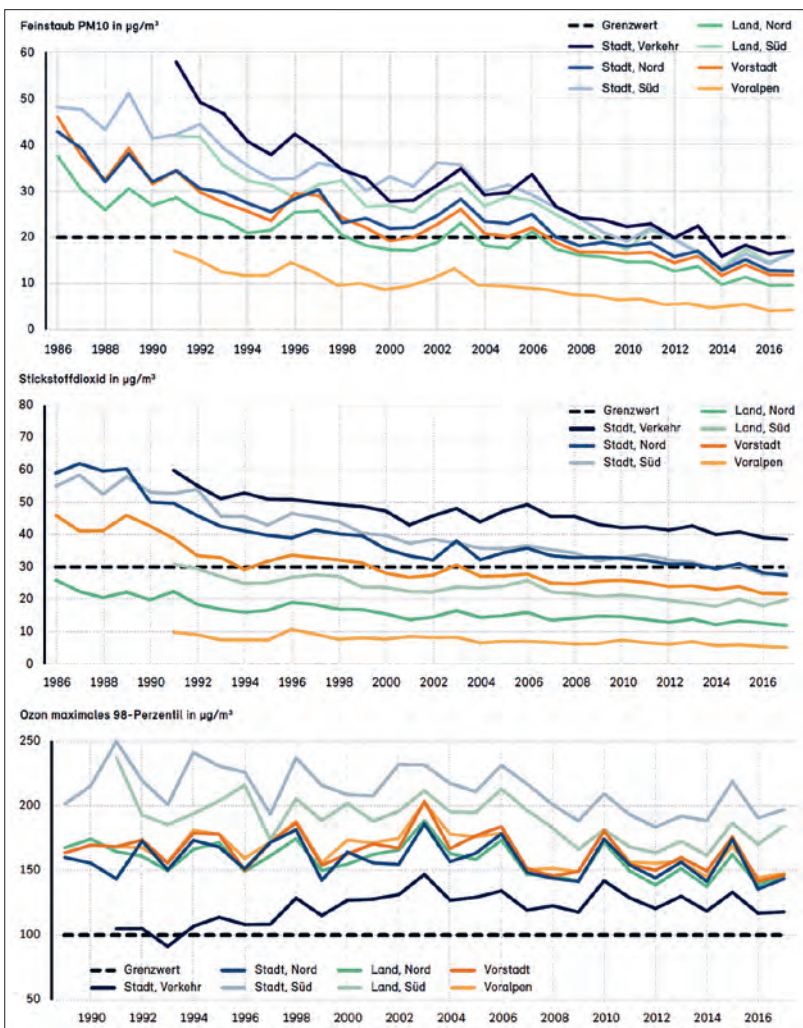 Feinstaub PM10 in µg/m³
Grenzwert
Stadt, Verkehr
Stadt, Nord
Stadt, Süd
Land, Nord
Land, Süd
Vorstadt
Voralpen
60
50
40
30
20
10
0
1986 1988 1990 1992 1994 1996 1998 2000 2002 2004 2006 2008 2010 2012 2014 2016
Stickstoffdioxid in µg/m³
Grenzwert
Stadt, Verkehr
Stadt, Nord
Stadt, Süd
Land, Nord
Land, Süd
Vorstadt
Voralpen
80
70
60
50
40
30
20
10
0
1986 1988 1990 1992 1994 1996 1998 2000 2002 2004 2006 2008 2010 2012 2014 2016
Ozon maximales 98-Perzentil in µg/m³
250
200
150
100
50
Grenzwert Stadt, Nord Land, Nord Vorstadt
Stadt, Verkehr Stadt, Süd Land, Süd Voralpen
1990 1992 1994 1996 1998 2000 2002 2004 2006 2008 2010 2012 2014 2016